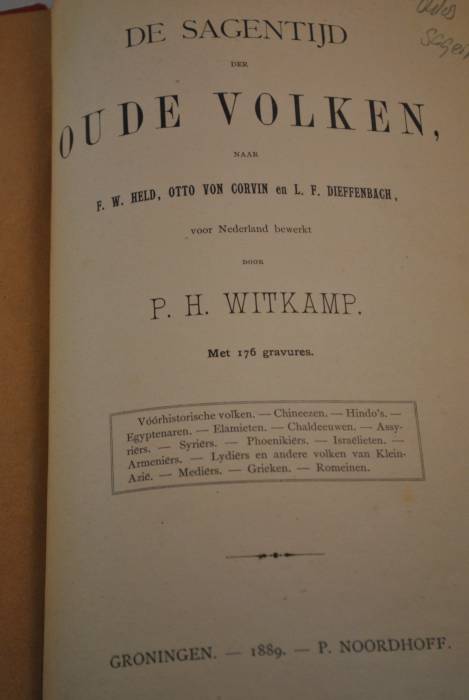 DE SAGENTIJD
DER
OUDE VOLKEN,
NAAR
F. W. HELD, OTTO VON CORVIN en L. F. DIEFFENBACH,
voor Nederland bewerkt
DOOR
P. H. WITKAMP.
Met 176 gravures.
Vóórhistorische volken. — Chineezen. — Hindo's. —
Egyptenaren. — Elamieten. — Chaldeeuwen. — Assy-
riërs. — Syriërs. — Phoenikiërs. — Israëlieten. —
Armeniërs. — Lydiërs en andere volken van Klein-
Azië. — Mediërs. — Grieken. — Romeinen.
GRONINGEN. — 1889. — P. NOORDHOFF.